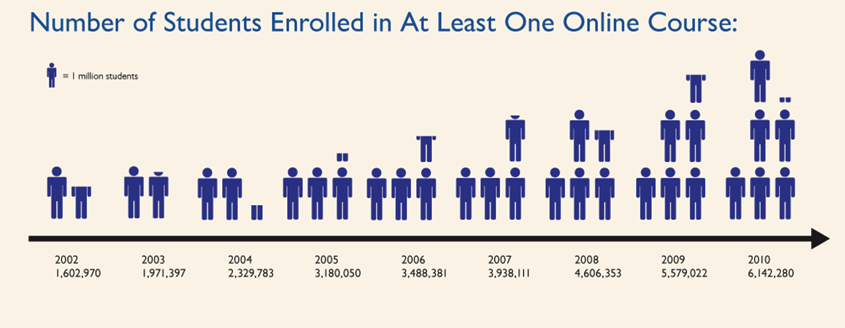 Number of Students Enrolled in At Least One Online Course:
= 1 million students
2002 2003 2004 2005 2006 2007 2008 2009 2010
1,602,970 1,971,397 2,329,783 3,180,050 3,488,381 3,938,111 4,606,353 5,579,022 6,142,280